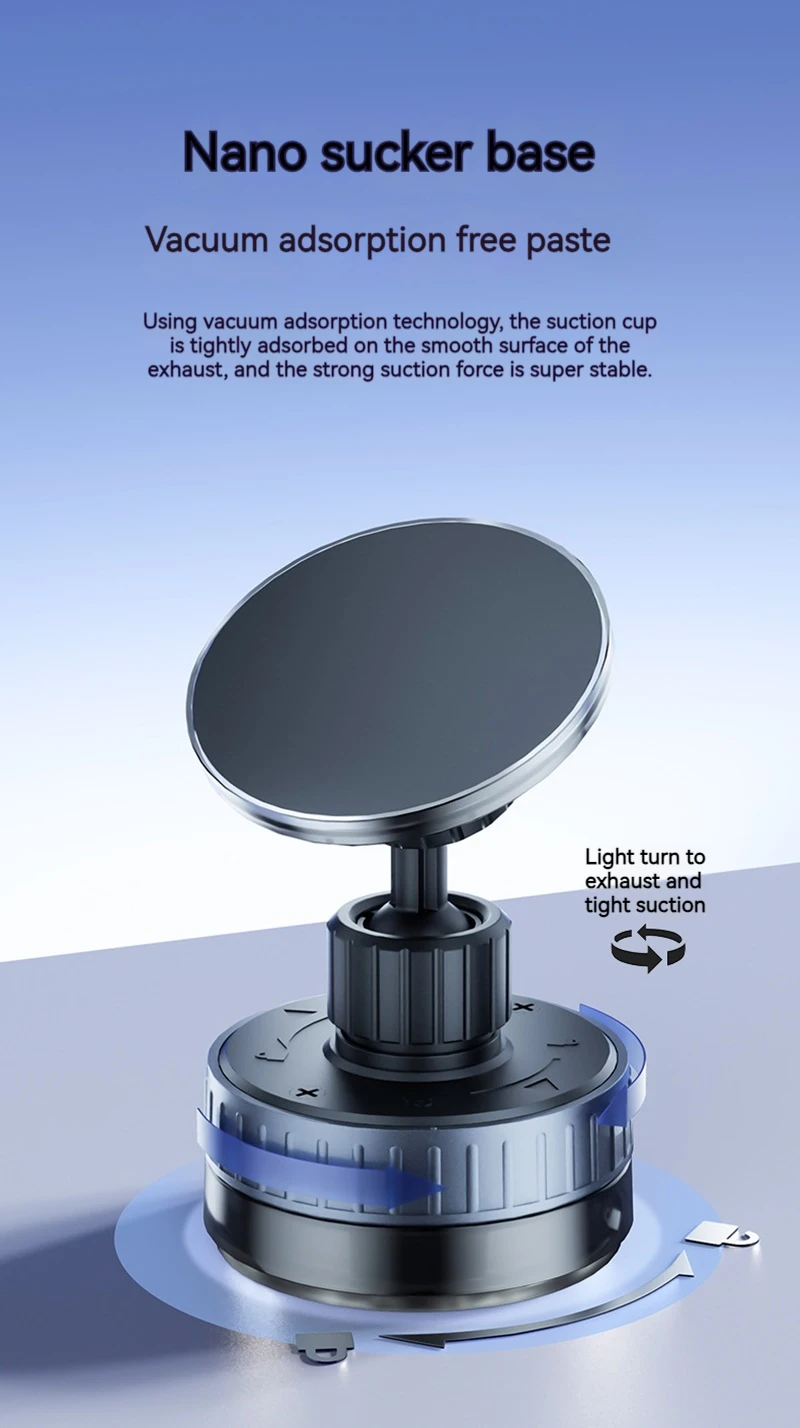 Nano sucker base
Vacuum adsorption free paste
Using vacuum adsorption technology, the suction cup
is tightly adsorbed on the smooth surface of the
exhaust, and the strong suction force is super stable.
Light turn to
exhaust and
tight suction